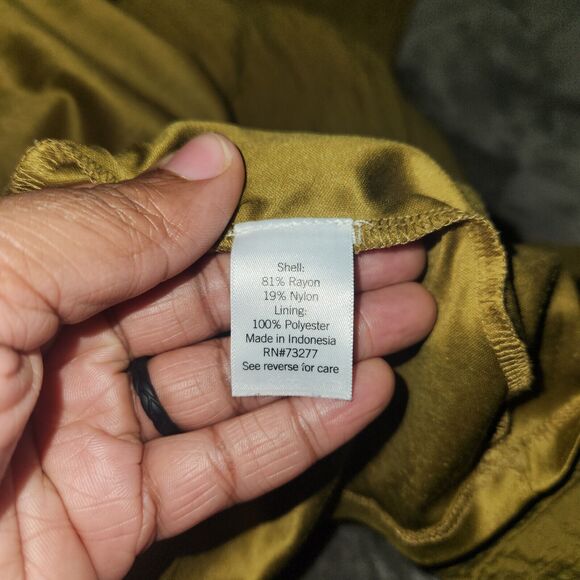 Shell:
81% Rayon
19% Nylon
Lining:
100% Polyester
Made in Indonesia
RN#73277
See reverse for care